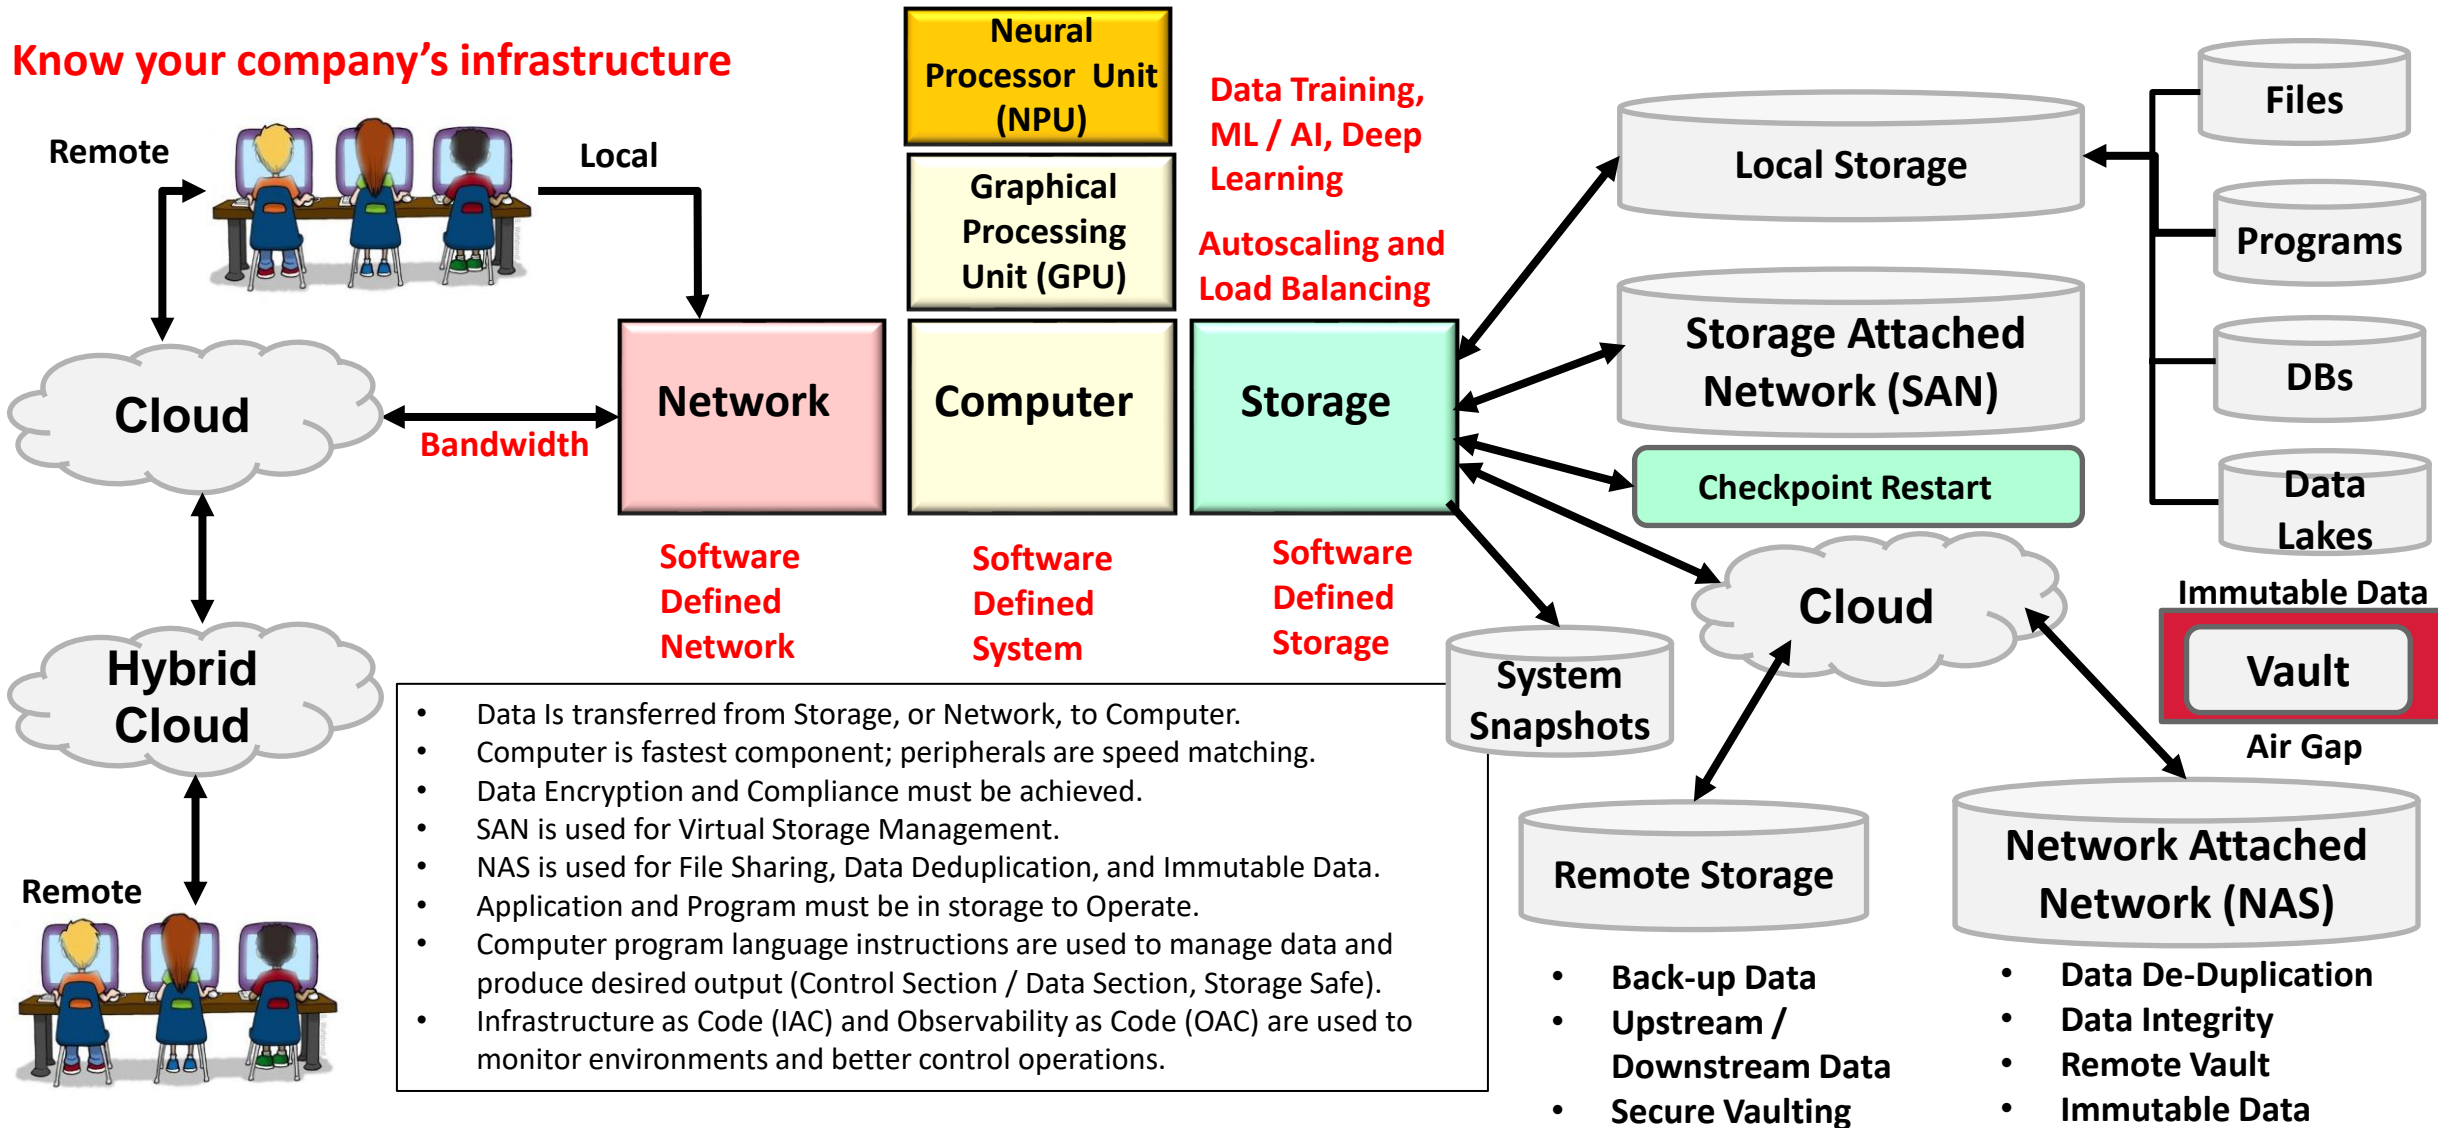 Know your company's infrastructure
Remote
Local
Neural
Processor Unit
(NPU)
Graphical
Processing
Unit (GPU)
Data Training,
ML / AI, Deep
Learning
Autoscaling and
Load Balancing
Local Storage
Files
Programs
DBs
Data
Lakes
Storage Attached
Network (SAN)
Checkpoint Restart
Cloud
Bandwidth
Network
Computer
Storage
Software
Defined
Network
Software
Defined
System
Software
Defined
Storage
Cloud
Immutable Data
Vault
Air Gap
Hybrid
Cloud
System
Snapshots
• Data Is transferred from Storage, or Network, to Computer.
• Computer is fastest component; peripherals are speed matching.
• Data Encryption and Compliance must be achieved.
• SAN is used for Virtual Storage Management.
• NAS is used for File Sharing, Data Deduplication, and Immutable Data.
• Application and Program must be in storage to Operate.
• Computer program language instructions are used to manage data and
produce desired output (Control Section / Data Section, Storage Safe).
• Infrastructure as Code (IAC) and Observability as Code (OAC) are used to
monitor environments and better control operations.
Remote
Remote Storage
• Back-up Data
• Upstream /
Downstream Data
• Secure Vaulting
Network Attached
Network (NAS)
• Data De-Duplication
• Data Integrity
• Remote Vault
• Immutable Data